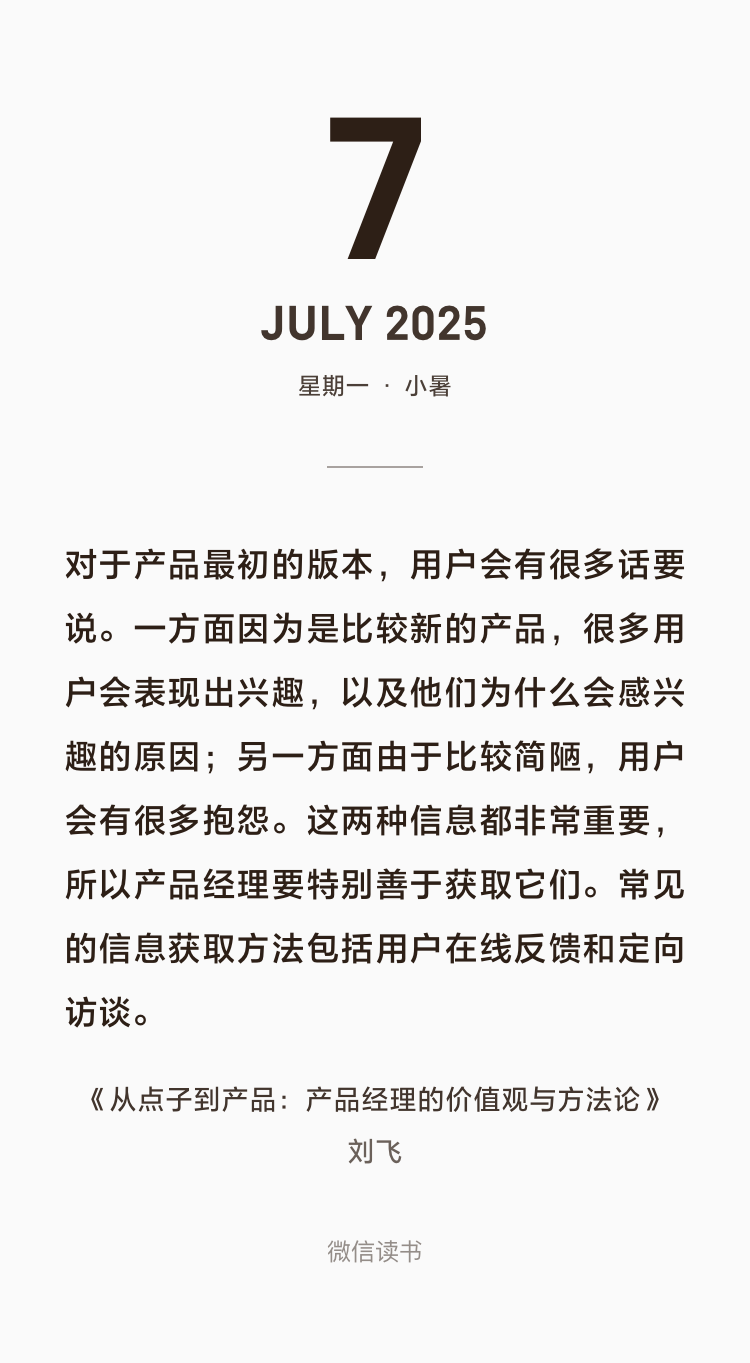 7
JULY 2025
星期一 · 小暑
对于产品最初的版本，用户会有很多话要
说。一方面因为是比较新的产品，很多用
户会表现出兴趣，以及他们为什么会感兴
趣的原因；另一方面由于比较简陋，用户
会有很多抱怨。这两种信息都非常重要，
所以产品经理要特别善于获取它们。常见
的信息获取方法包括用户在线反馈和定向
访谈。
《从点子到产品：产品经理的价值观与方法论》
刘飞
微信读书